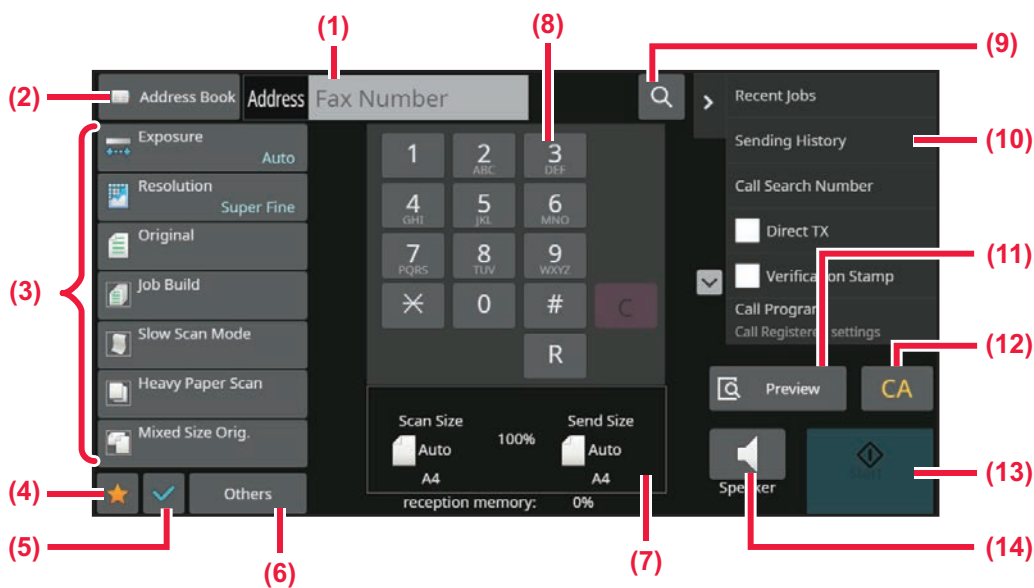 (1)
(8)
(9)
(2)
Address Book
Address
Fax Number
Recent Jobs
(10)
Sending History
Call Search Number
Direct TX
(11)
Verification Stamp
Call Program
Call Registered settings
(12)
(3)
Exposure
Auto
Resolution
Super Fine
Original
Job Build
Slow Scan Mode
Heavy Paper Scan
Mixed Size Orig.
1
2
ABC
3
DEF
4
GHI
5
JKL
6
MNO
7
PQRS
8
TUV
9
WXYZ
0
#
C
R
Preview
CA
Scan Size
Auto
A4
100%
Send Size
Auto
A4
reception memory: 0%
Speaker
(13)
(4)
Others
(5)
(6)
(7)
(14)